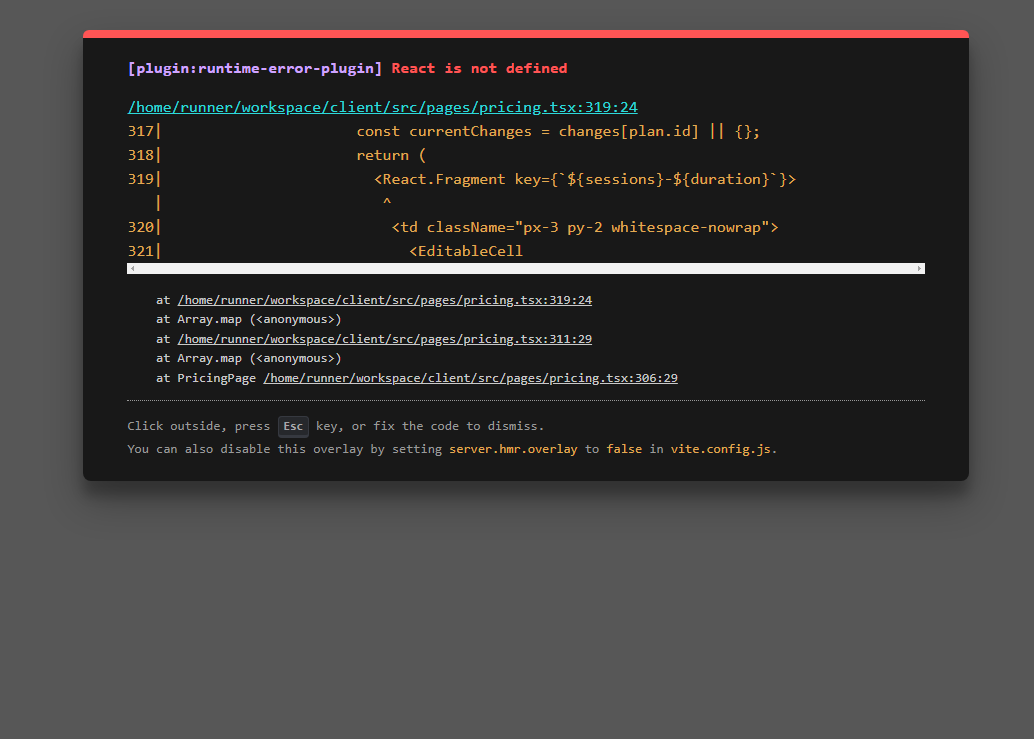 [plugin:runtime-error-plugin] React is not defined
/home/runner/workspace/client/src/pages/pricing.tsx:319:24
317|                      const currentChanges = changes[plan.id] || {};
318|                      return (
319|                        <React.Fragment key={`${sessions}-${duration}`}>
   |                         ^
320|                          <td className="px-3 py-2 whitespace-nowrap">
321|                            <EditableCell
at /home/runner/workspace/client/src/pages/pricing.tsx:319:24
at Array.map (<anonymous>)
at /home/runner/workspace/client/src/pages/pricing.tsx:311:29
at Array.map (<anonymous>)
at PricingPage /home/runner/workspace/client/src/pages/pricing.tsx:306:29
Click outside, press Esc key, or fix the code to dismiss.
You can also disable this overlay by setting server.hmr.overlay to false in vite.config.js.